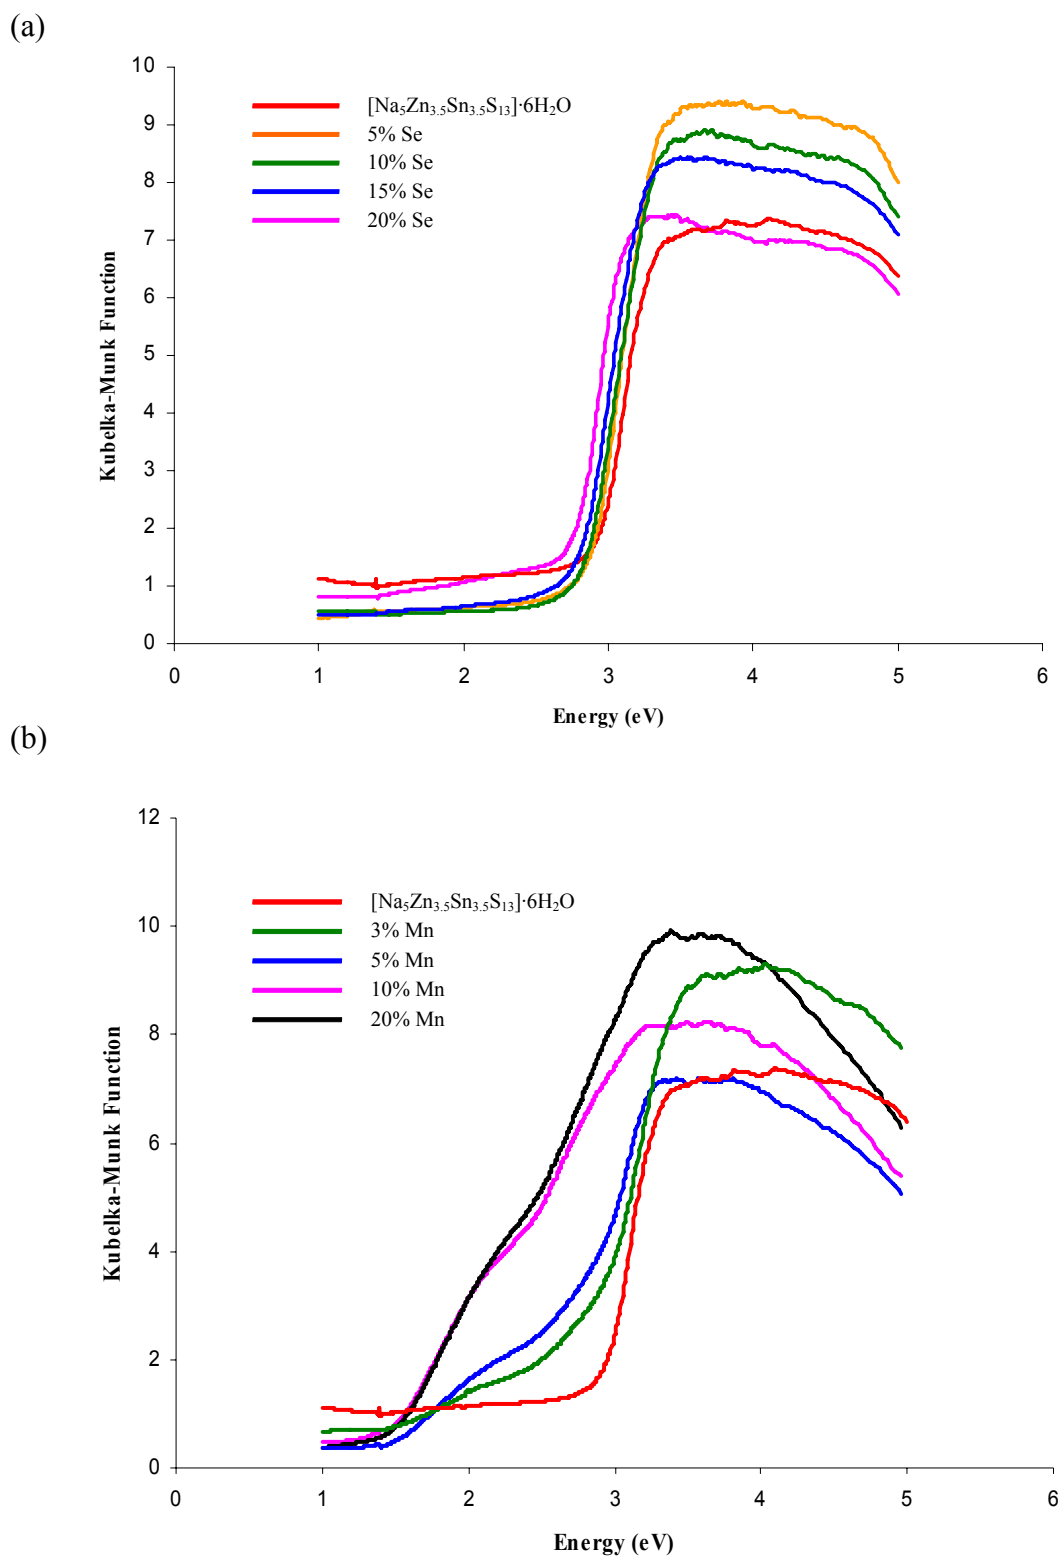 (a)
10
9
8
7
6
5
4
3
2
1
0
Kubelka-Munk Function
[Na₅Zn₃.₅Sn₃.₅S₁₃]·6H₂O
5% Se
10% Se
15% Se
20% Se
0 1 2 3 4 5 6
Energy (eV)
(b)
12
10
8
6
4
2
0
Kubelka-Munk Function
[Na₅Zn₃.₅Sn₃.₅S₁₃]·6H₂O
3% Mn
5% Mn
10% Mn
20% Mn
0 1 2 3 4 5 6
Energy (eV)